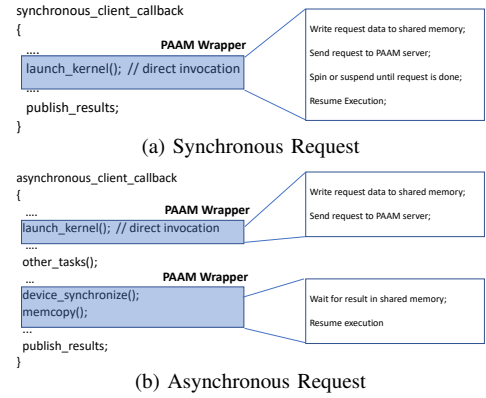 synchronous_client_callback
{
....
PAAM Wrapper
launch_kernel(); // direct invocation
....
publish_results;
}
Write request data to shared memory;
Send request to PAAM server;
Spin or suspend until request is done;
Resume Execution;
(a) Synchronous Request
asynchronous_client_callback
{
....
PAAM Wrapper
launch_kernel(); // direct invocation
....
Write request data to shared memory;
Send request to PAAM server;
other_tasks();
...
PAAM Wrapper
device_synchronize();
memcopy();
...
publish_results;
}
Wait for result in shared memory;
Resume execution
(b) Asynchronous Request